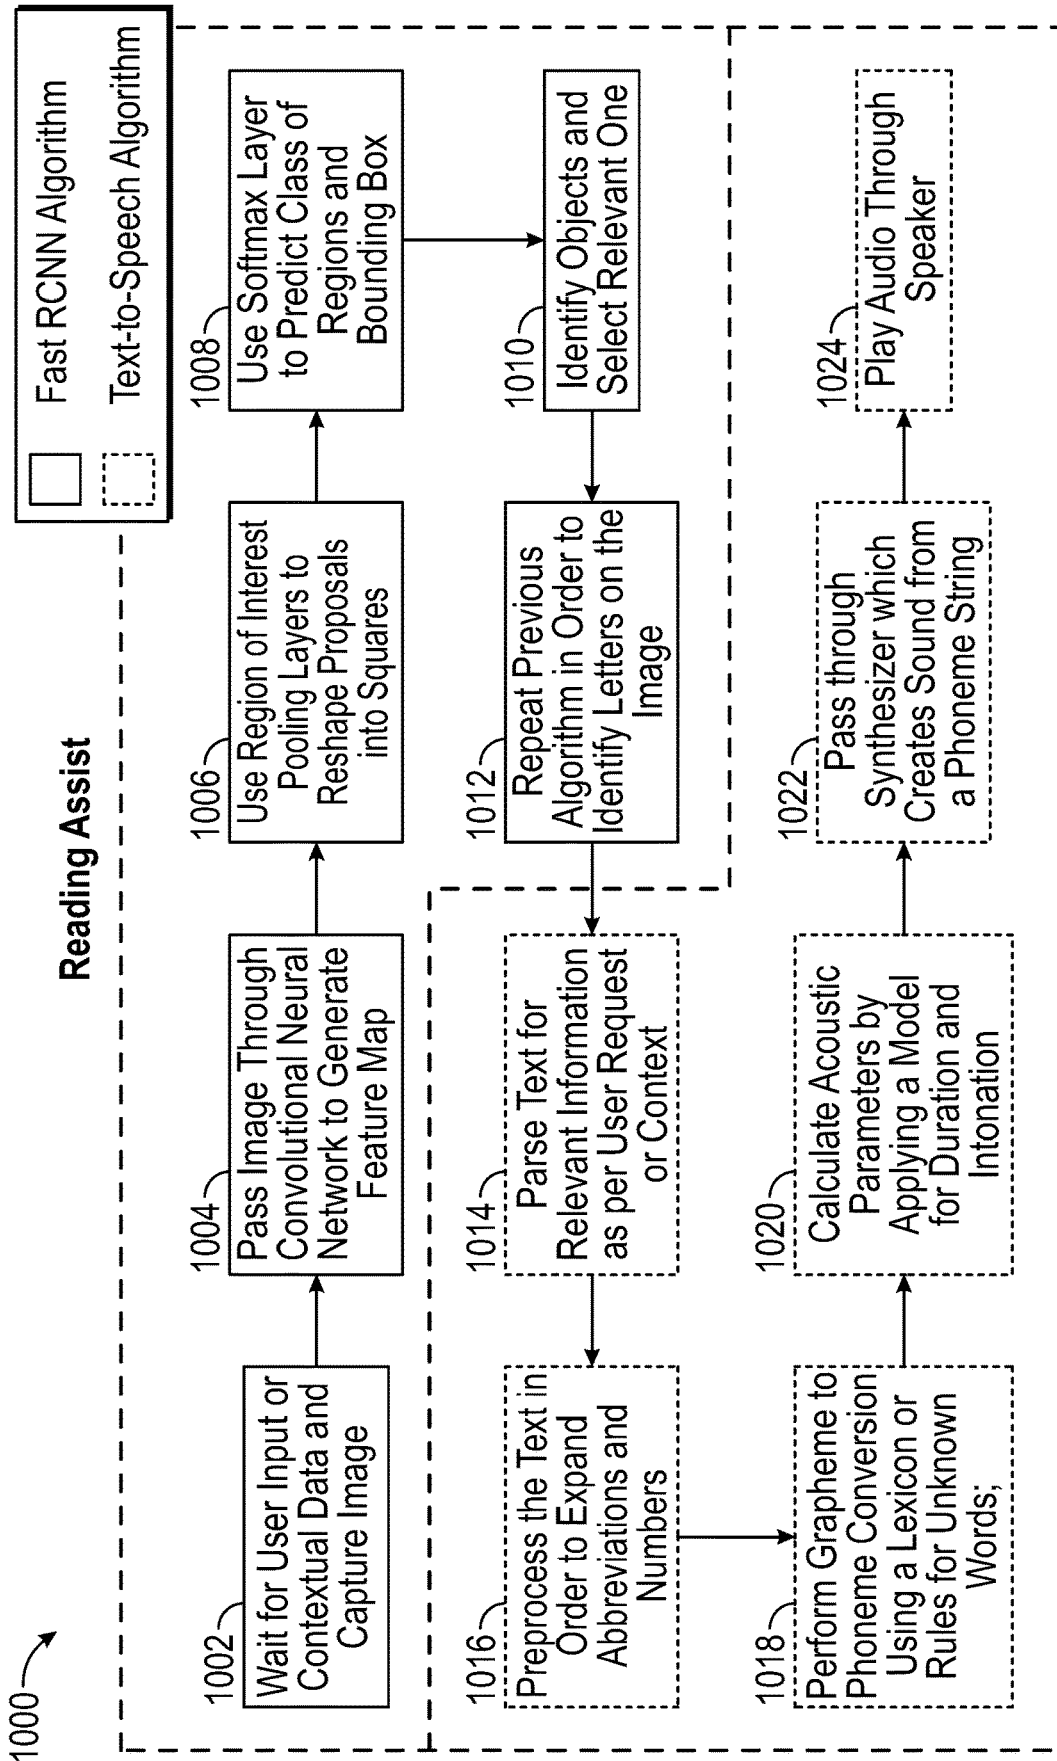 1000
Reading Assist
Fast RCNN Algorithm
Text-to-Speech Algorithm
1002
Wait for User Input or
Contextual Data and
Capture Image
1004
Pass Image Through
Convolutional Neural
Network to Generate
Feature Map
1006
Use Region of Interest
Pooling Layers to
Reshape Proposals
into Squares
1008
Use Softmax Layer
to Predict Class of
Regions and
Bounding Box
1010
Identify Objects and
Select Relevant One
1012
Repeat Previous
Algorithm in Order to
Identify Letters on the
Image
1014
Parse Text for
Relevant Information
as per User Request
or Context
1016
Preprocess the Text in
Order to Expand
Abbreviations and
Numbers
1018
Perform Grapheme to
Phoneme Conversion
Using a Lexicon or
Rules for Unknown
Words;
1020
Calculate Acoustic
Parameters by
Applying a Model
for Duration and
Intonation
1022
Pass through
Synthesizer which
Creates Sound from
a Phoneme String
1024
Play Audio Through
Speaker